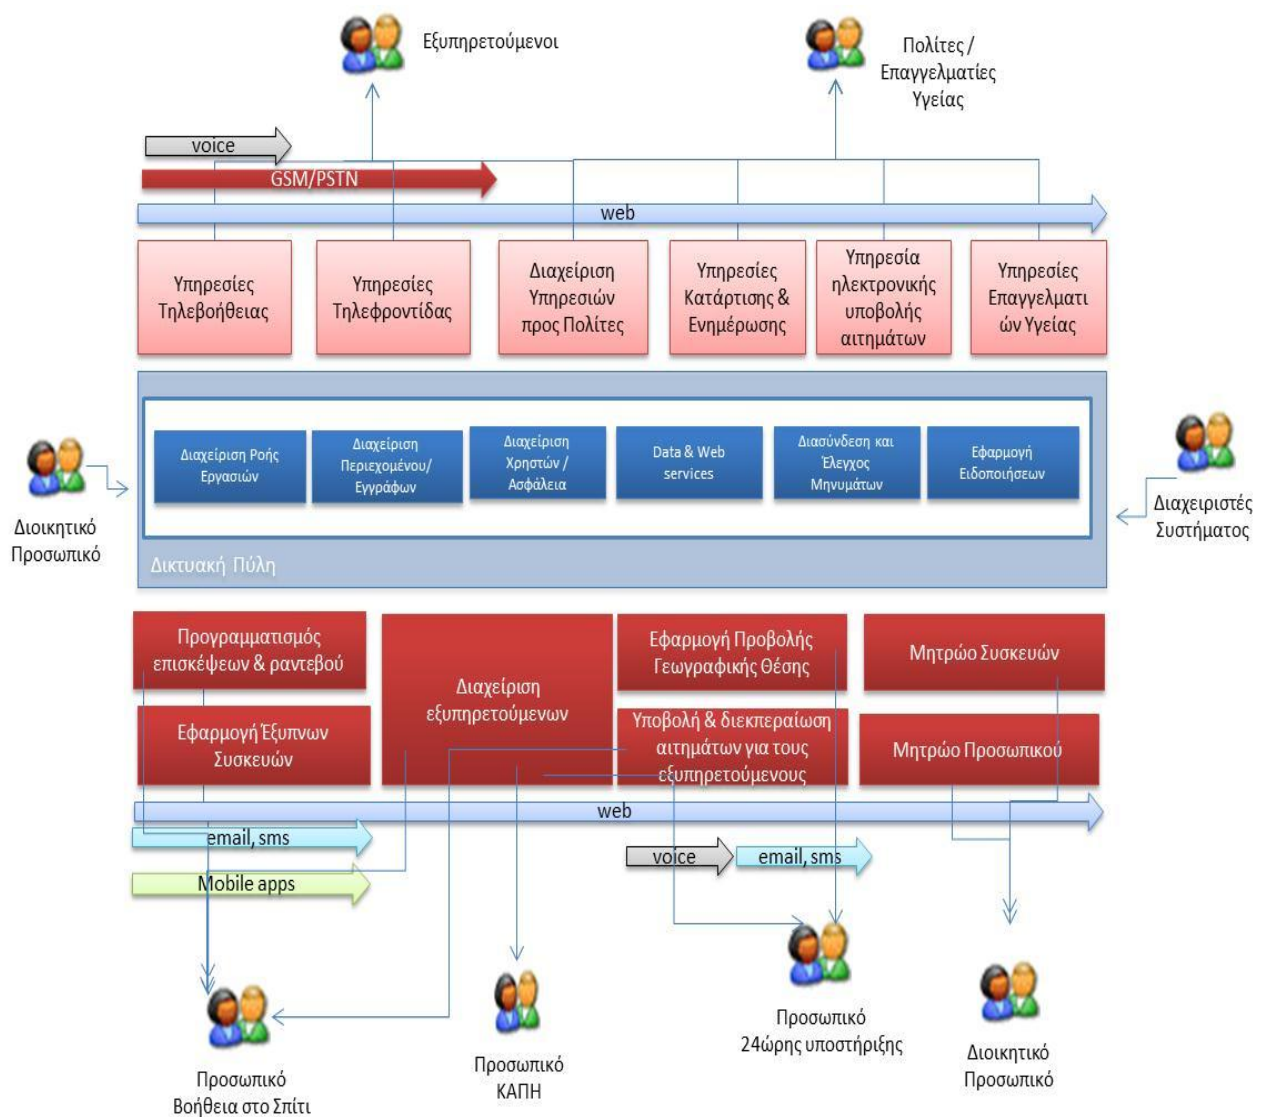 Εξυπηρετούμενοι
Πολίτες /
Επαγγελματίες
Υγείας
voice
GSM/PSTN
web
Υπηρεσίες
Τηλεβοήθειας
Υπηρεσίες
Τηλεφροντίδας
Διαχείριση
Υπηρεσιών
προς Πολίτες
Υπηρεσίες
Κατάρτισης &
Ενημέρωσης
Υπηρεσία
ηλεκτρονικής
υποβολής
αιτημάτων
Υπηρεσίες
Επαγγελματι
ών Υγείας
Διοικητικό
Προσωπικό
Διαχείριση Ροής
Εργασιών
Διαχείριση
Περιεχομένου/
Εγγράφων
Διαχείριση
Χρηστών /
Ασφάλεια
Data & Web
services
Διασύνδεση και
Έλεγχος
Μηνυμάτων
Εφαρμογή
Ειδοποιήσεων
Διαχειριστές
Συστήματος
Δικτυακή Πύλη
Προγραμματισμός
επισκέψεων & ραντεβού
Εφαρμογή Έξυπνων
Συσκευών
Διαχείριση
εξυπηρετούμενων
Εφαρμογή Προβολής
Γεωγραφικής Θέσης
Υποβολή & διεκπεραίωση
αιτημάτων για τους
εξυπηρετούμενους
Μητρώο Συσκευών
Μητρώο Προσωπικού
web
email, sms
Mobile apps
voice
email, sms
Προσωπικό
Βοήθεια στο Σπίτι
Προσωπικό
ΚΑΠΗ
Προσωπικό
24ώρης υποστήριξης
Διοικητικό
Προσωπικό